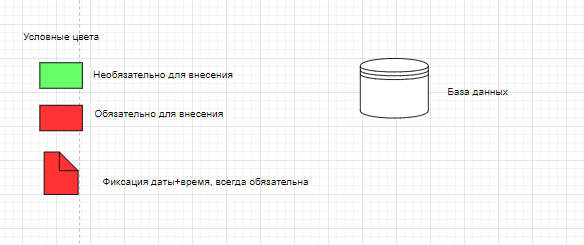 Условные цвета
Необязательно для внесения
База данных
Обязательно для внесения
Фиксация даты+время, всегда обязательна